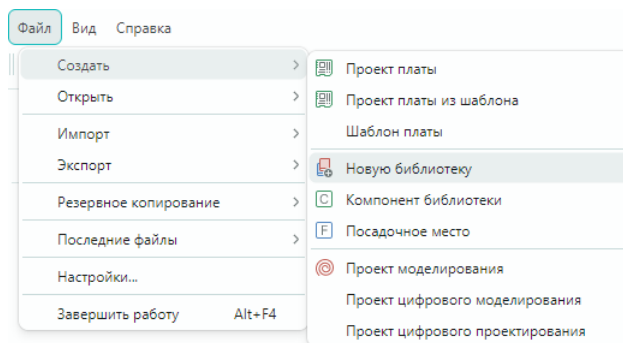 Файл Вид Справка
Создать
Открыть
Импорт
Экспорт
Резервное копирование
Последние файлы
Настройки...
Завершить работу Alt+F4
Проект платы
Проект платы из шаблона
Шаблон платы
Новую библиотеку
C Компонент библиотеки
F Посадочное место
Проект моделирования
Проект цифрового моделирования
Проект цифрового проектирования